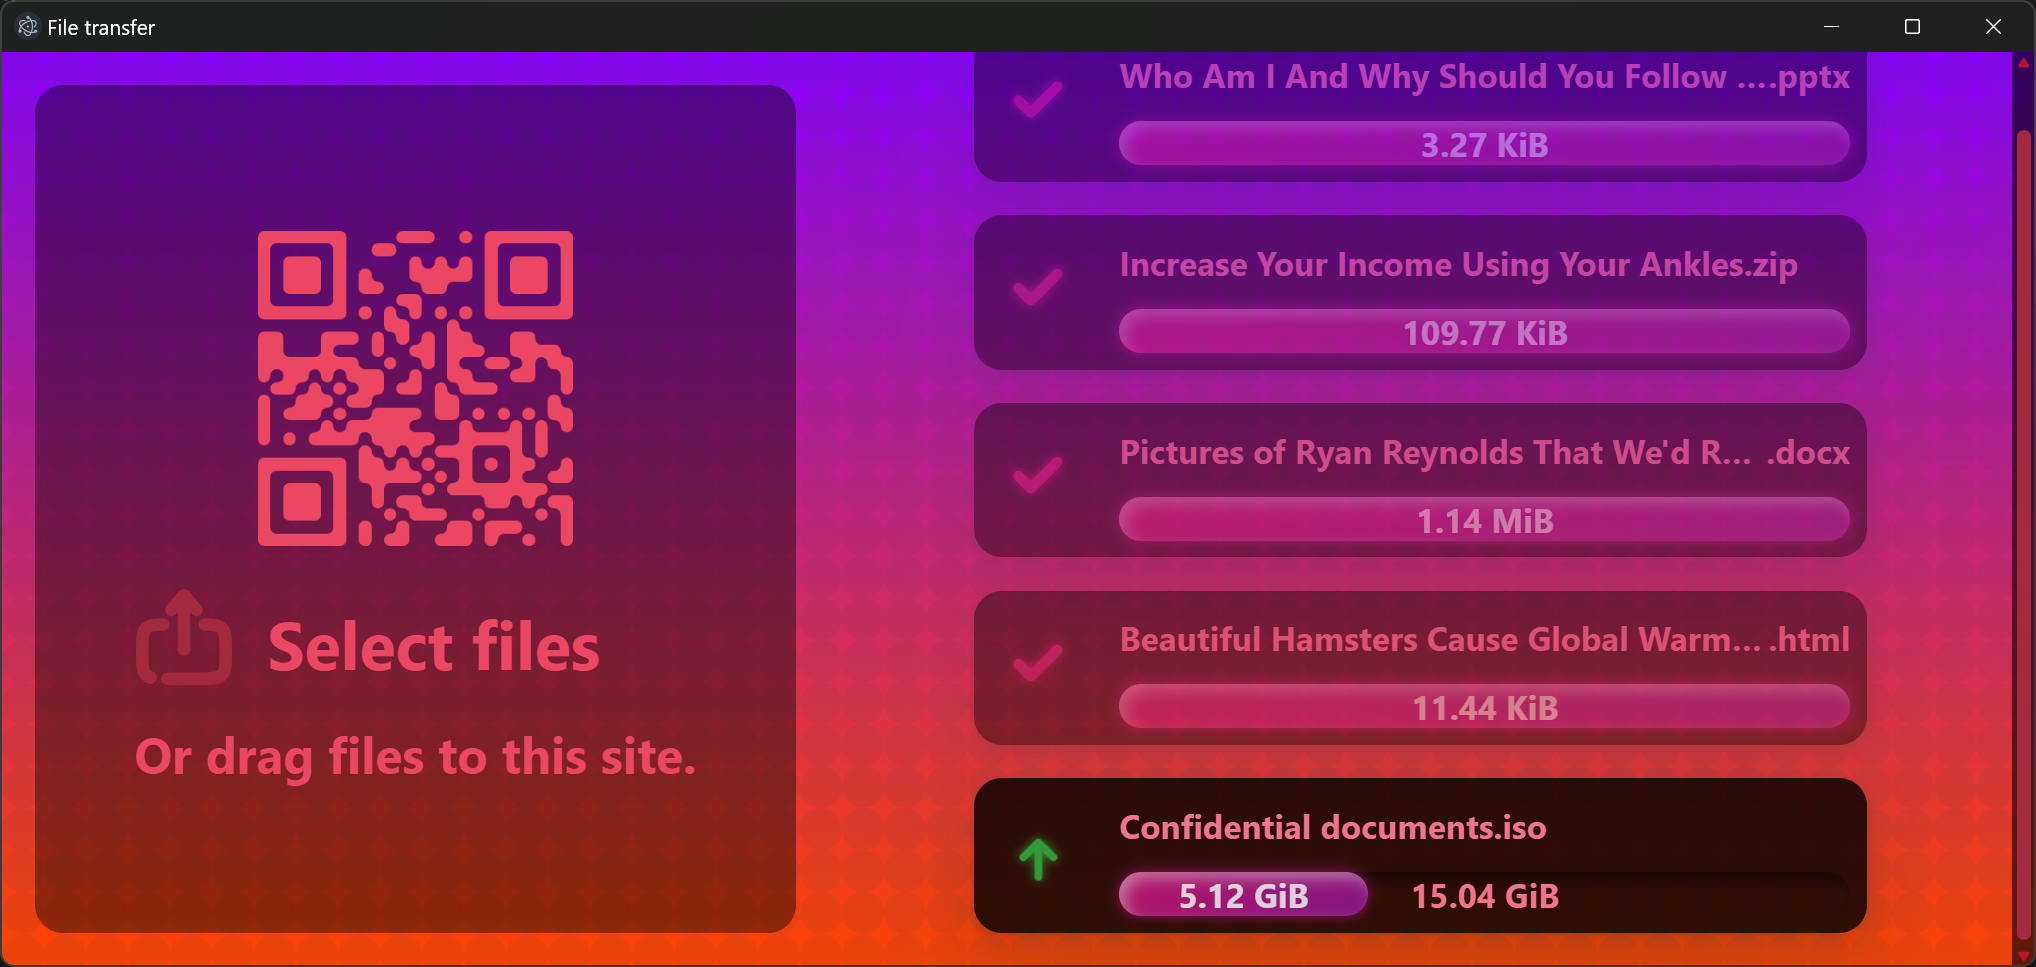 File transfer
Select files
Or drag files to this site.
Who Am I And Why Should You Follow ....pptx
3.27 KiB
Increase Your Income Using Your Ankles.zip
109.77 KiB
Pictures of Ryan Reynolds That We'd R... .docx
1.14 MiB
Beautiful Hamsters Cause Global Warm... .html
11.44 KiB
Confidential documents.iso
5.12 GiB 15.04 GiB